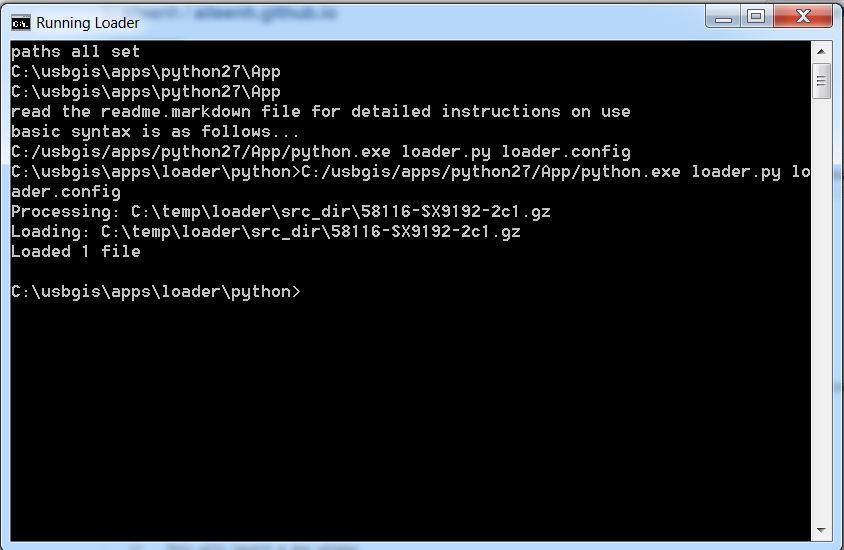 Running Loader
paths all set
C:\usbgis\apps\python27\App
C:\usbgis\apps\python27\App
read the readme.markdown file for detailed instructions on use
basic syntax is as follows...
C:/usbgis/apps/python27/App/python.exe loader.py loader.config
C:\usbgis\apps\loader\python>C:/usbgis/apps/python27/App/python.exe loader.py lo
ader.config
Processing: C:\temp\loader\src_dir\58116-SX9192-2c1.gz
Loading: C:\temp\loader\src_dir\58116-SX9192-2c1.gz
Loaded 1 file
C:\usbgis\apps\loader\python>